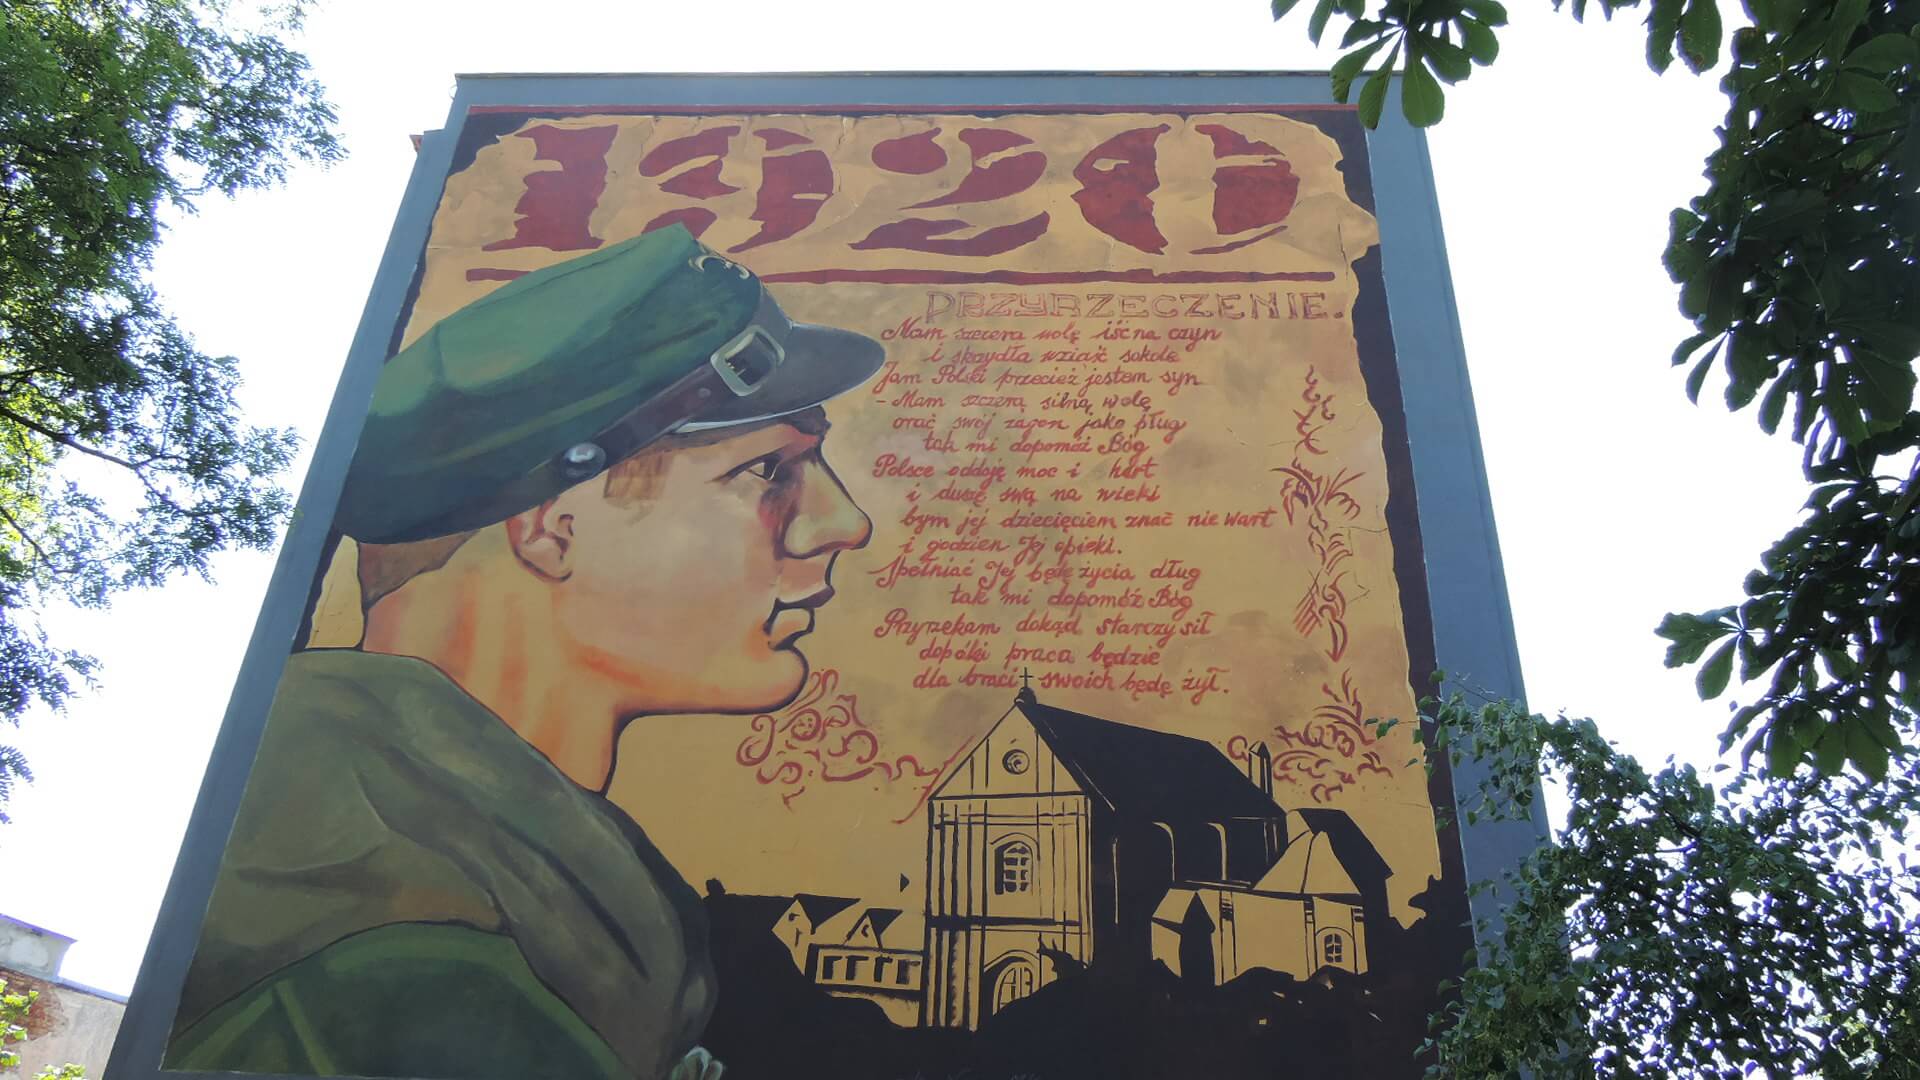 1920
PRZYRZECZENIE.
Mam szczera wolę iść na czyn
i skrzydła wziąść sokole
Jam Polski przecież jestem syn
- Mam szczerą silną wolę
orać swój zagon jako pług
tak mi dopomóż Bóg
Polsce oddaję moc i hart
i duszę swą na wieki
bym jej dziecięciem znać nie wart
i godzien Jej opieki.
Spełniać Jej będę życia dług
tak mi dopomóż Bóg
Przyrzekam dokąd starczy sił
dopóki praca będzie
dla braci swoich będę żył.